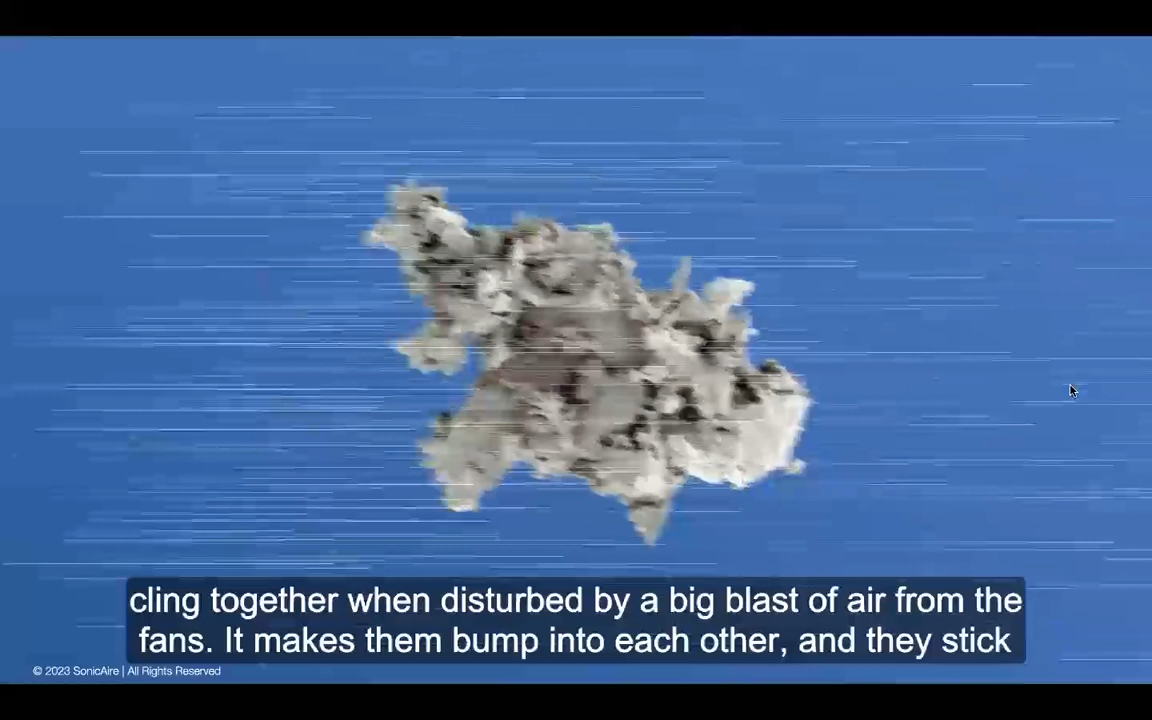 cling together when disturbed by a big blast of air from the
fans. It makes them bump into each other, and they stick
© 2023 SonicAire | All Rights Reserved